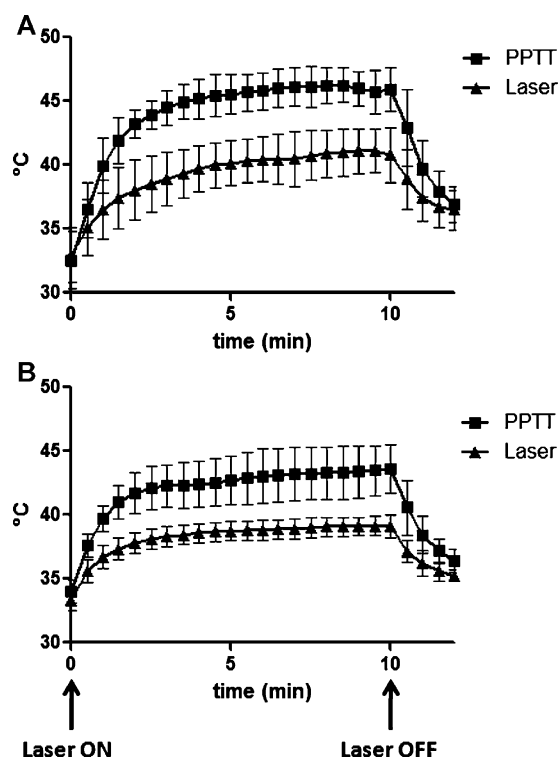 A
50
45
40
35
30
°C
0
5
10
time (min)
PPTT
Laser
B
50
45
40
35
30
°C
0
5
10
time (min)
PPTT
Laser
Laser ON
Laser OFF